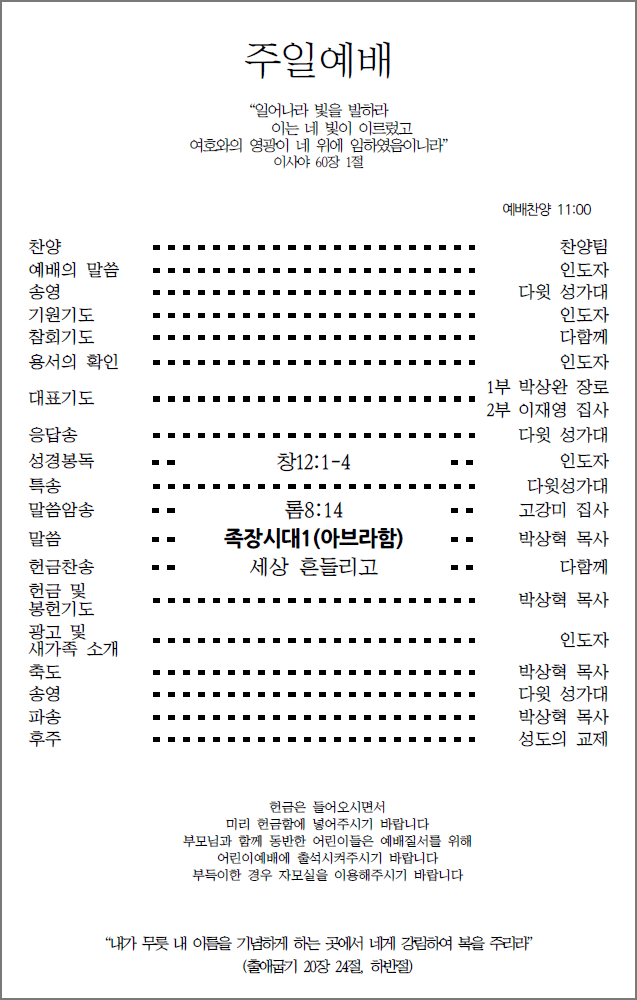 주일예배
“일어나라 빛을 발하라
이는 네 빛이 이르렀고
여호와의 영광이 네 위에 임하였음이니라”
이사야 60장 1절
예배찬양 11:00
찬양 찬양팀
예배의 말씀 인도자
송영 다윗 성가대
기원기도 인도자
참회기도 다함께
용서의 확인 인도자
대표기도 1부 박상완 장로
2부 이재영 집사
응답송 다윗 성가대
성경봉독 창12:1-4 인도자
특송 다윗성가대
말씀암송 롬8:14 고강미 집사
말씀 족장시대1(아브라함) 박상혁 목사
헌금찬송 세상 흔들리고 다함께
헌금 및
봉헌기도 박상혁 목사
광고 및
새가족 소개 인도자
축도 박상혁 목사
송영 다윗 성가대
파송 박상혁 목사
후주 성도의 교제
헌금은 들어오시면서
미리 헌금함에 넣어주시기 바랍니다
부모님과 함께 동반한 어린이들은 예배질서를 위해
어린이예배에 출석시켜주시기 바랍니다
부득이한 경우 자모실을 이용해주시기 바랍니다
“내가 무릇 내 이름을 기념하게 하는 곳에서 네게 강림하여 복을 주리라”
(출애굽기 20장 24절, 하반절)